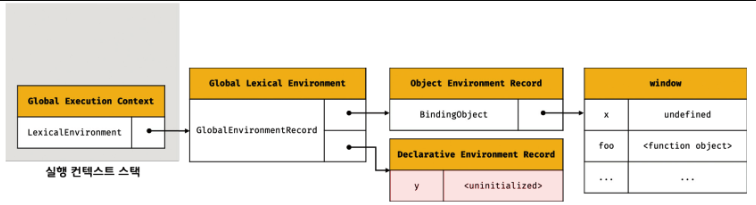 Global Execution Context
LexicalEnvironment
실행 컨텍스트 스택
Global Lexical Environment
GlobalEnvironmentRecord
Object Environment Record
BindingObject
Declarative Environment Record
y <uninitialized>
window
x undefined
foo <function object>
... ...